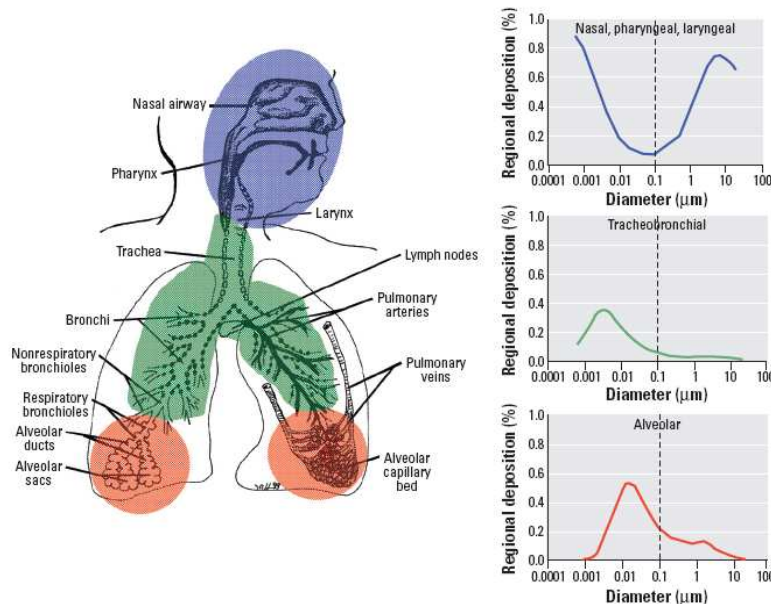 Nasal airway
Pharynx
Larynx
Trachea
Lymph nodes
Pulmonary
arteries
Bronchi
Nonrespiratory
bronchioles
Pulmonary
veins
Respiratory
bronchioles
Alveolar
ducts
Alveolar
sacs
Alveolar
capillary
bed
Regional deposition (%)
Nasal, pharyngeal, laryngeal
1.0
0.8
0.6
0.4
0.2
0.0
0.0001 0.001 0.01 0.1 1 10 100
Diameter (μm)
Regional deposition (%)
Tracheobronchial
1.0
0.8
0.6
0.4
0.2
0.0
0.0001 0.001 0.01 0.1 1 10 100
Diameter (μm)
Regional deposition (%)
Alveolar
1.0
0.8
0.6
0.4
0.2
0.0
0.0001 0.001 0.01 0.1 1 10 100
Diameter (μm)